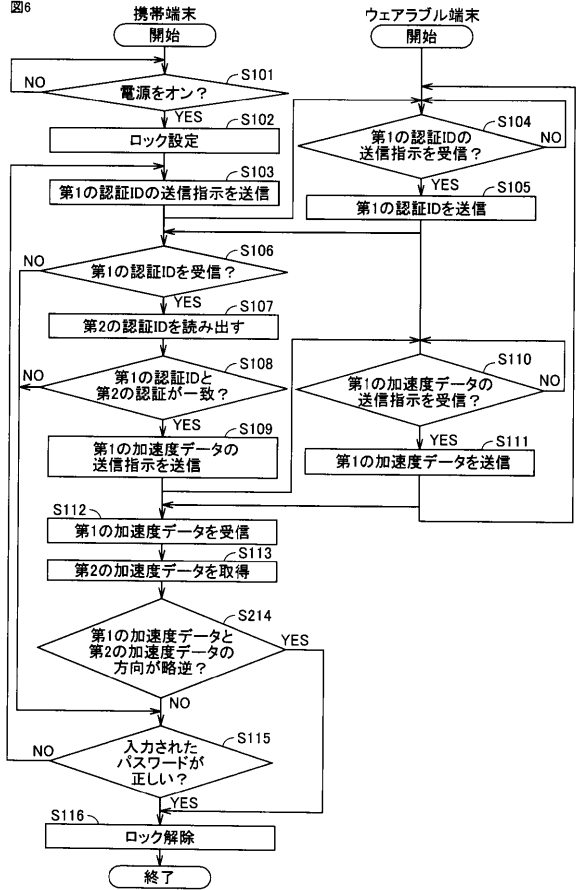 図6
携帯端末
開始
NO
電源をオン?
S101
YES
S102
ロック設定
S103
第1の認証IDの送信指示を送信
ウェアラブル端末
開始
S104
第1の認証IDの
送信指示を受信?
NO
YES
S105
第1の認証IDを送信
S106
NO
第1の認証IDを受信?
YES
S107
第2の認証IDを読み出す
S108
NO
第1の認証IDと
第2の認証が一致?
YES
S109
第1の加速度データの
送信指示を送信
S110
第1の加速度データの
送信指示を受信?
NO
YES
S111
第1の加速度データを送信
S112
第1の加速度データを受信
S113
第2の加速度データを取得
S214
第1の加速度データと
第2の加速度データの
方向が略逆?
YES
NO
S115
NO
入力された
パスワードが
正しい?
YES
S116
ロック解除
終了